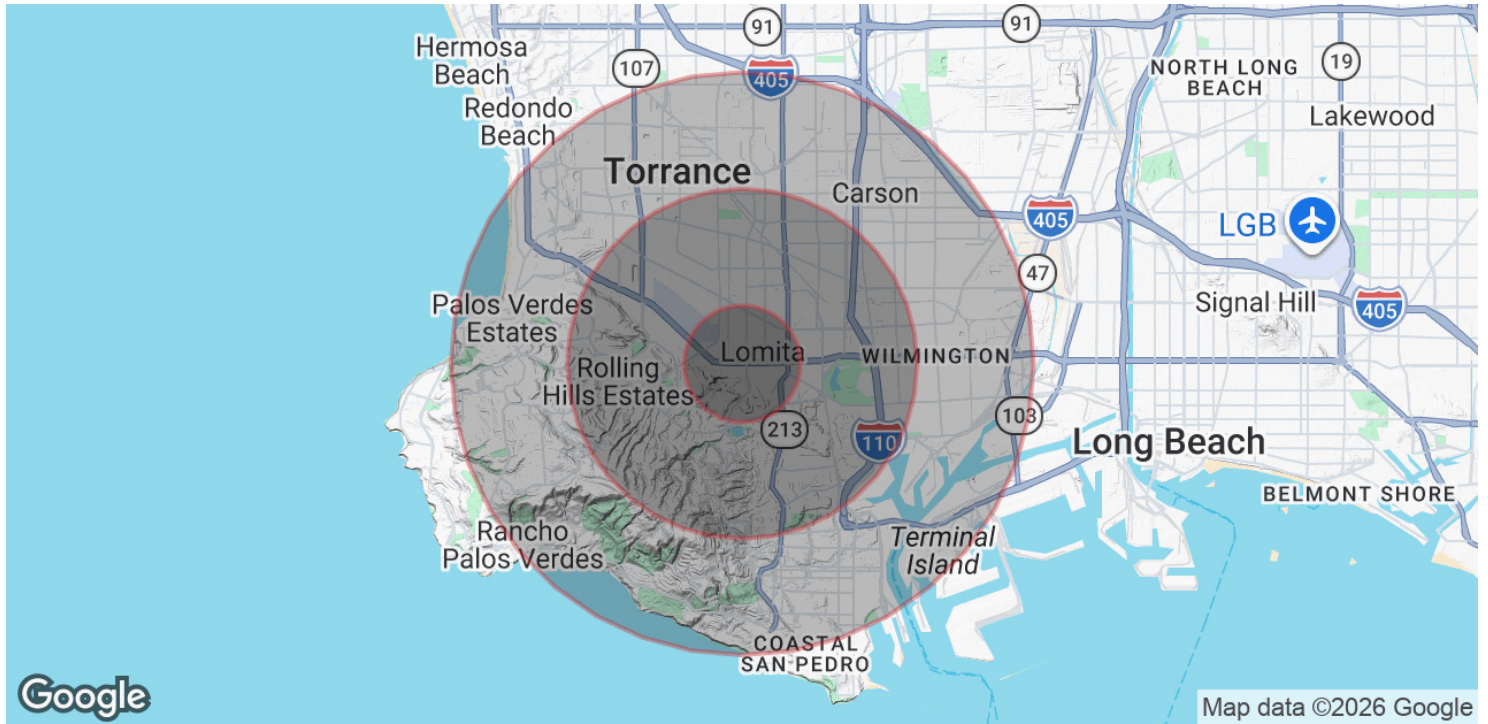 91
91
Hermosa
Beach
107
405
19
NORTH LONG
BEACH
Redondo
Beach
Lakewood
Torrance
Carson
405
LGB
47
Palos Verdes
Estates
Signal Hill
405
Lomita
WILMINGTON
Rolling
Hills Estates
103
213
110
Long Beach
BELMONT SHORE
Rancho
Palos Verdes
Terminal
Island
COASTAL
SAN PEDRO
Google
Map data ©2026 Google